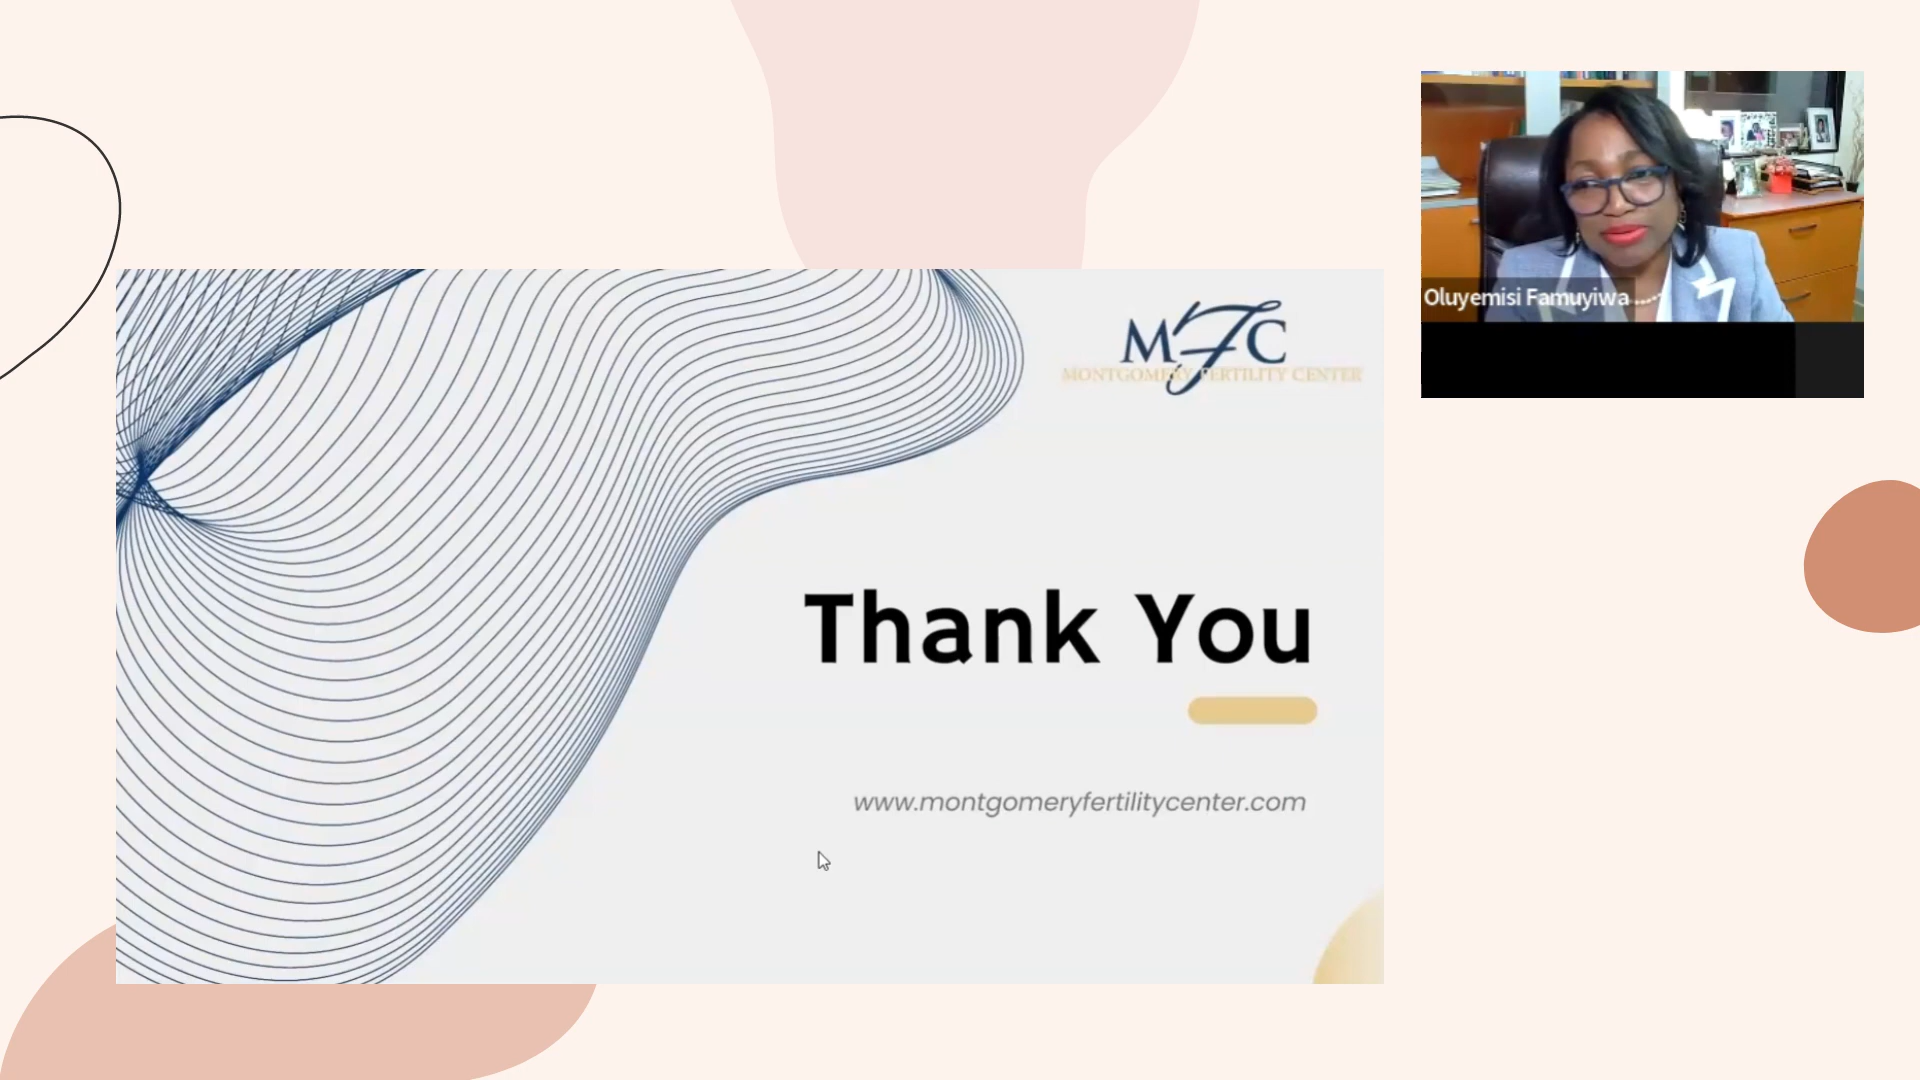 MFC
MONTGOMERY FERTILITY CENTER
Oluyemisi Famuyiwa
Thank You
www.montgomeryfertilitycenter.com